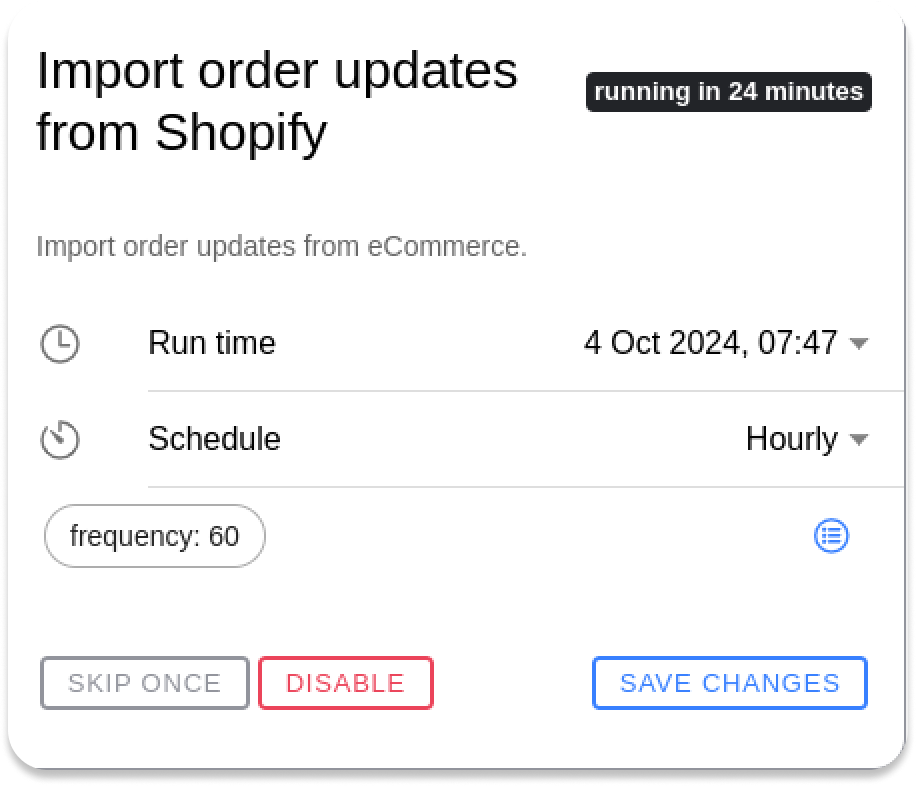 Import order updates
from Shopify
running in 24 minutes
Import order updates from eCommerce.
Run time
4 Oct 2024, 07:47
Schedule
Hourly
frequency: 60
SKIP ONCE
DISABLE
SAVE CHANGES